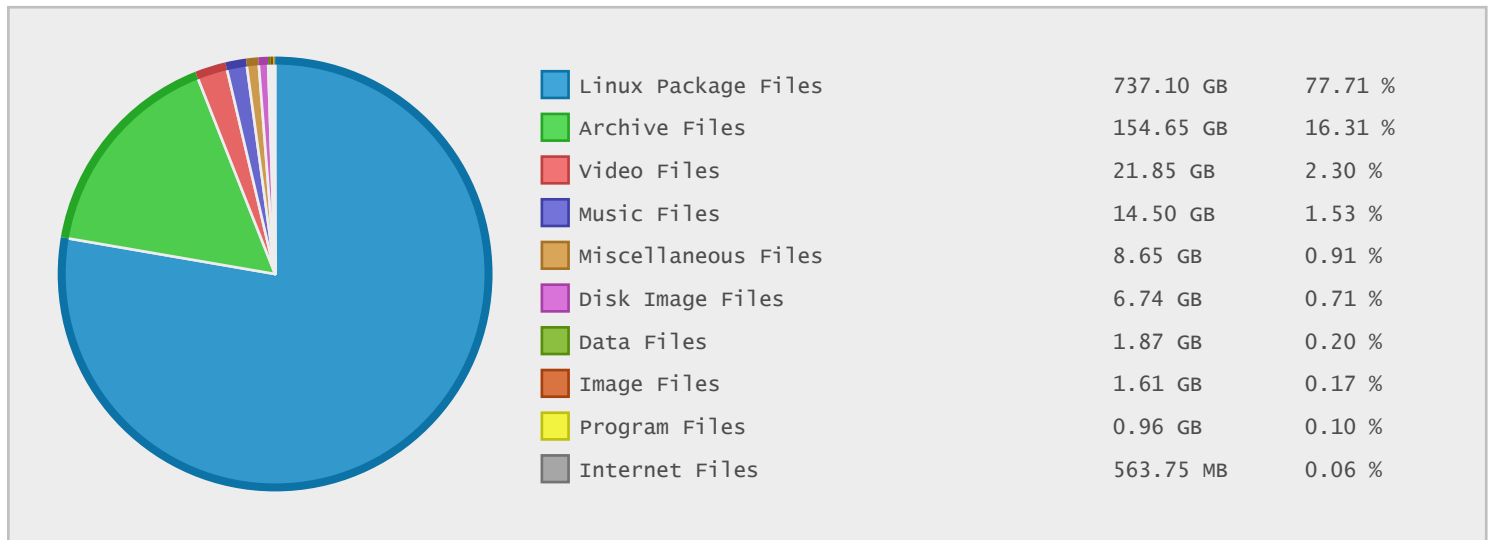 Linux Package Files 737.10 GB 77.71 %
Archive Files 154.65 GB 16.31 %
Video Files 21.85 GB 2.30 %
Music Files 14.50 GB 1.53 %
Miscellaneous Files 8.65 GB 0.91 %
Disk Image Files 6.74 GB 0.71 %
Data Files 1.87 GB 0.20 %
Image Files 1.61 GB 0.17 %
Program Files 0.96 GB 0.10 %
Internet Files 563.75 MB 0.06 %